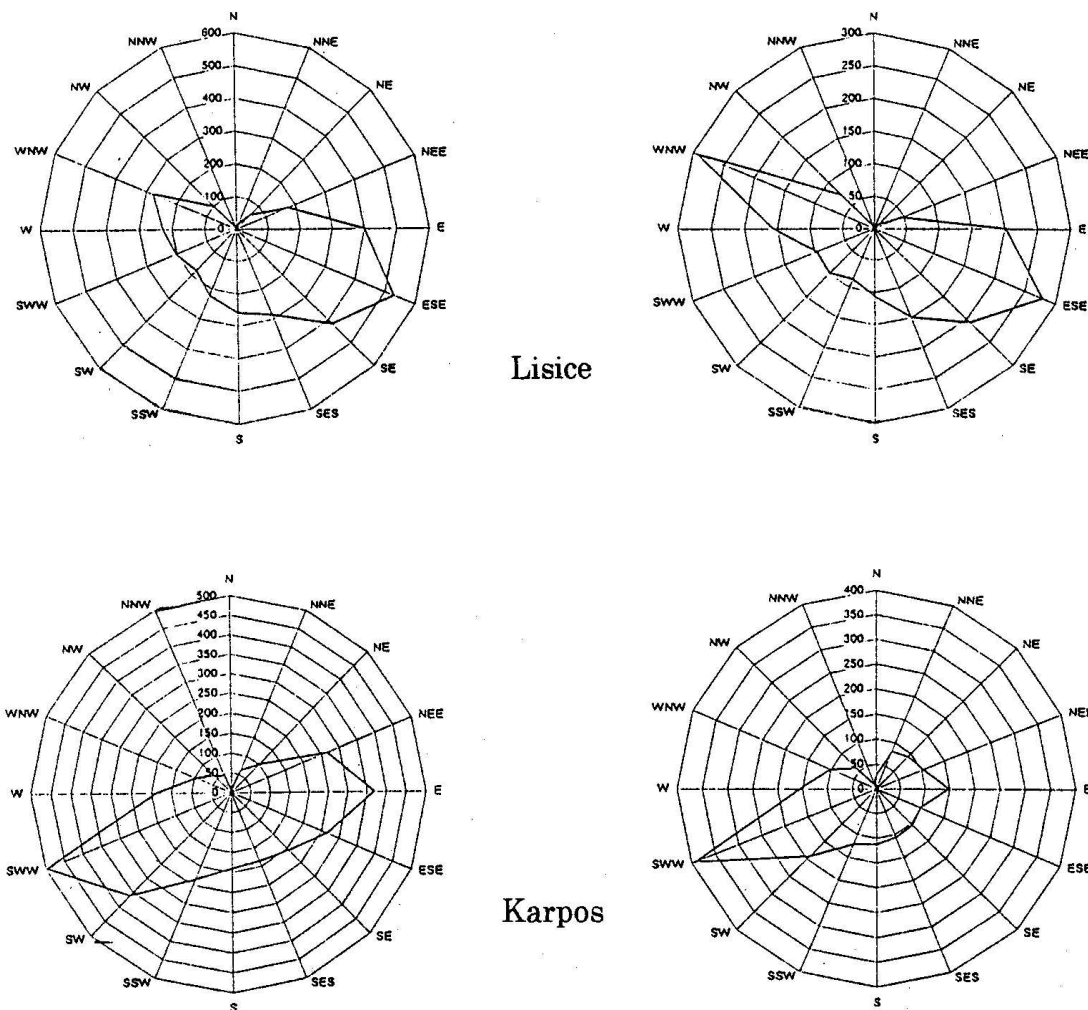 N
NNW 600 NNE
500
NW NE
400
WNW 300 NEE
200
100
W 0 E
SWW ESE
SW SE
SSW SES
S
N
NNW 300 NNE
250
NW NE
200
WNW 150 NEE
100
50
W 0 E
SWW ESE
SW SE
SSW SES
S
Lisice
N
NNW 500 NNE
450
NW 400 NE
350
300
WNW 250 NEE
200
150
100
50
W 0 E
SWW ESE
SW SE
SSW SES
S
N
NNW 400 NNE
350
NW 300 NE
250
WNW 200 NEE
150
100
50
W 0 E
SWW ESE
SW SE
SSW SES
S
Karpos